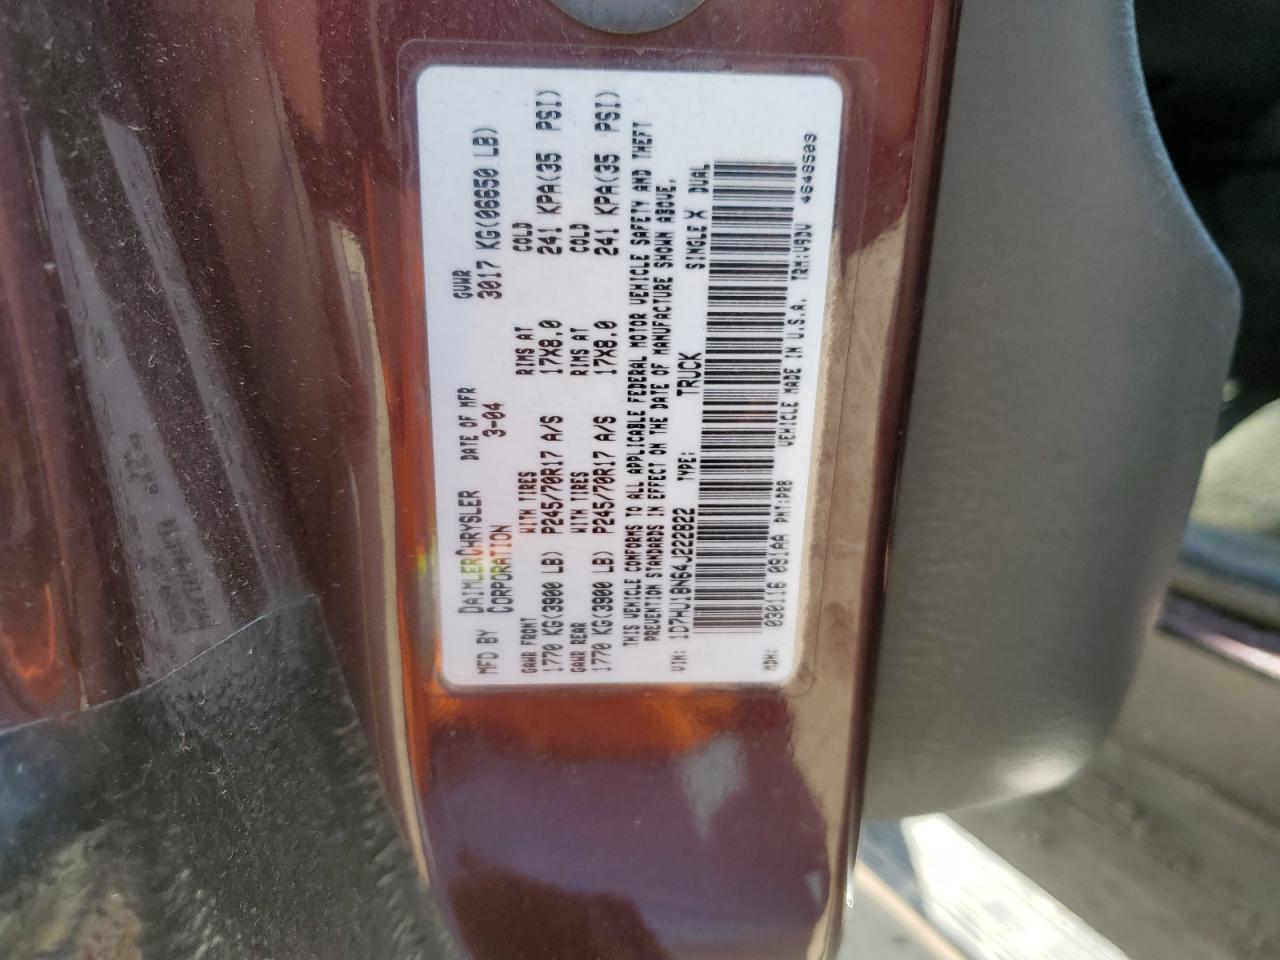 MFD BY DAIMLERCHRYSLER CORPORATION DATE OF MFR 3-04 GVWR 3017 KG(06650 LB)
GAWR FRONT WITH TIRES RIMS AT COLD
1770 KG(3900 LB) P245/70R17 A/S 17X8.0 241 KPA(35 PSI)
GAWR REAR WITH TIRES RIMS AT COLD
1770 KG(3900 LB) P245/70R17 A/S 17X8.0 241 KPA(35 PSI)
THIS VEHICLE CONFORMS TO ALL APPLICABLE FEDERAL MOTOR VEHICLE SAFETY AND THEFT
PREVENTION STANDARDS IN EFFECT ON THE DATE OF MANUFACTURE SHOWN ABOVE.
VIN: 1D7HU18N64J222822 TYPE: TRUCK SINGLE X DUAL
MDH: 030116 091AA PNT:PR8 VEHICLE MADE IN U.S.A. TRM:V9DV 4648503